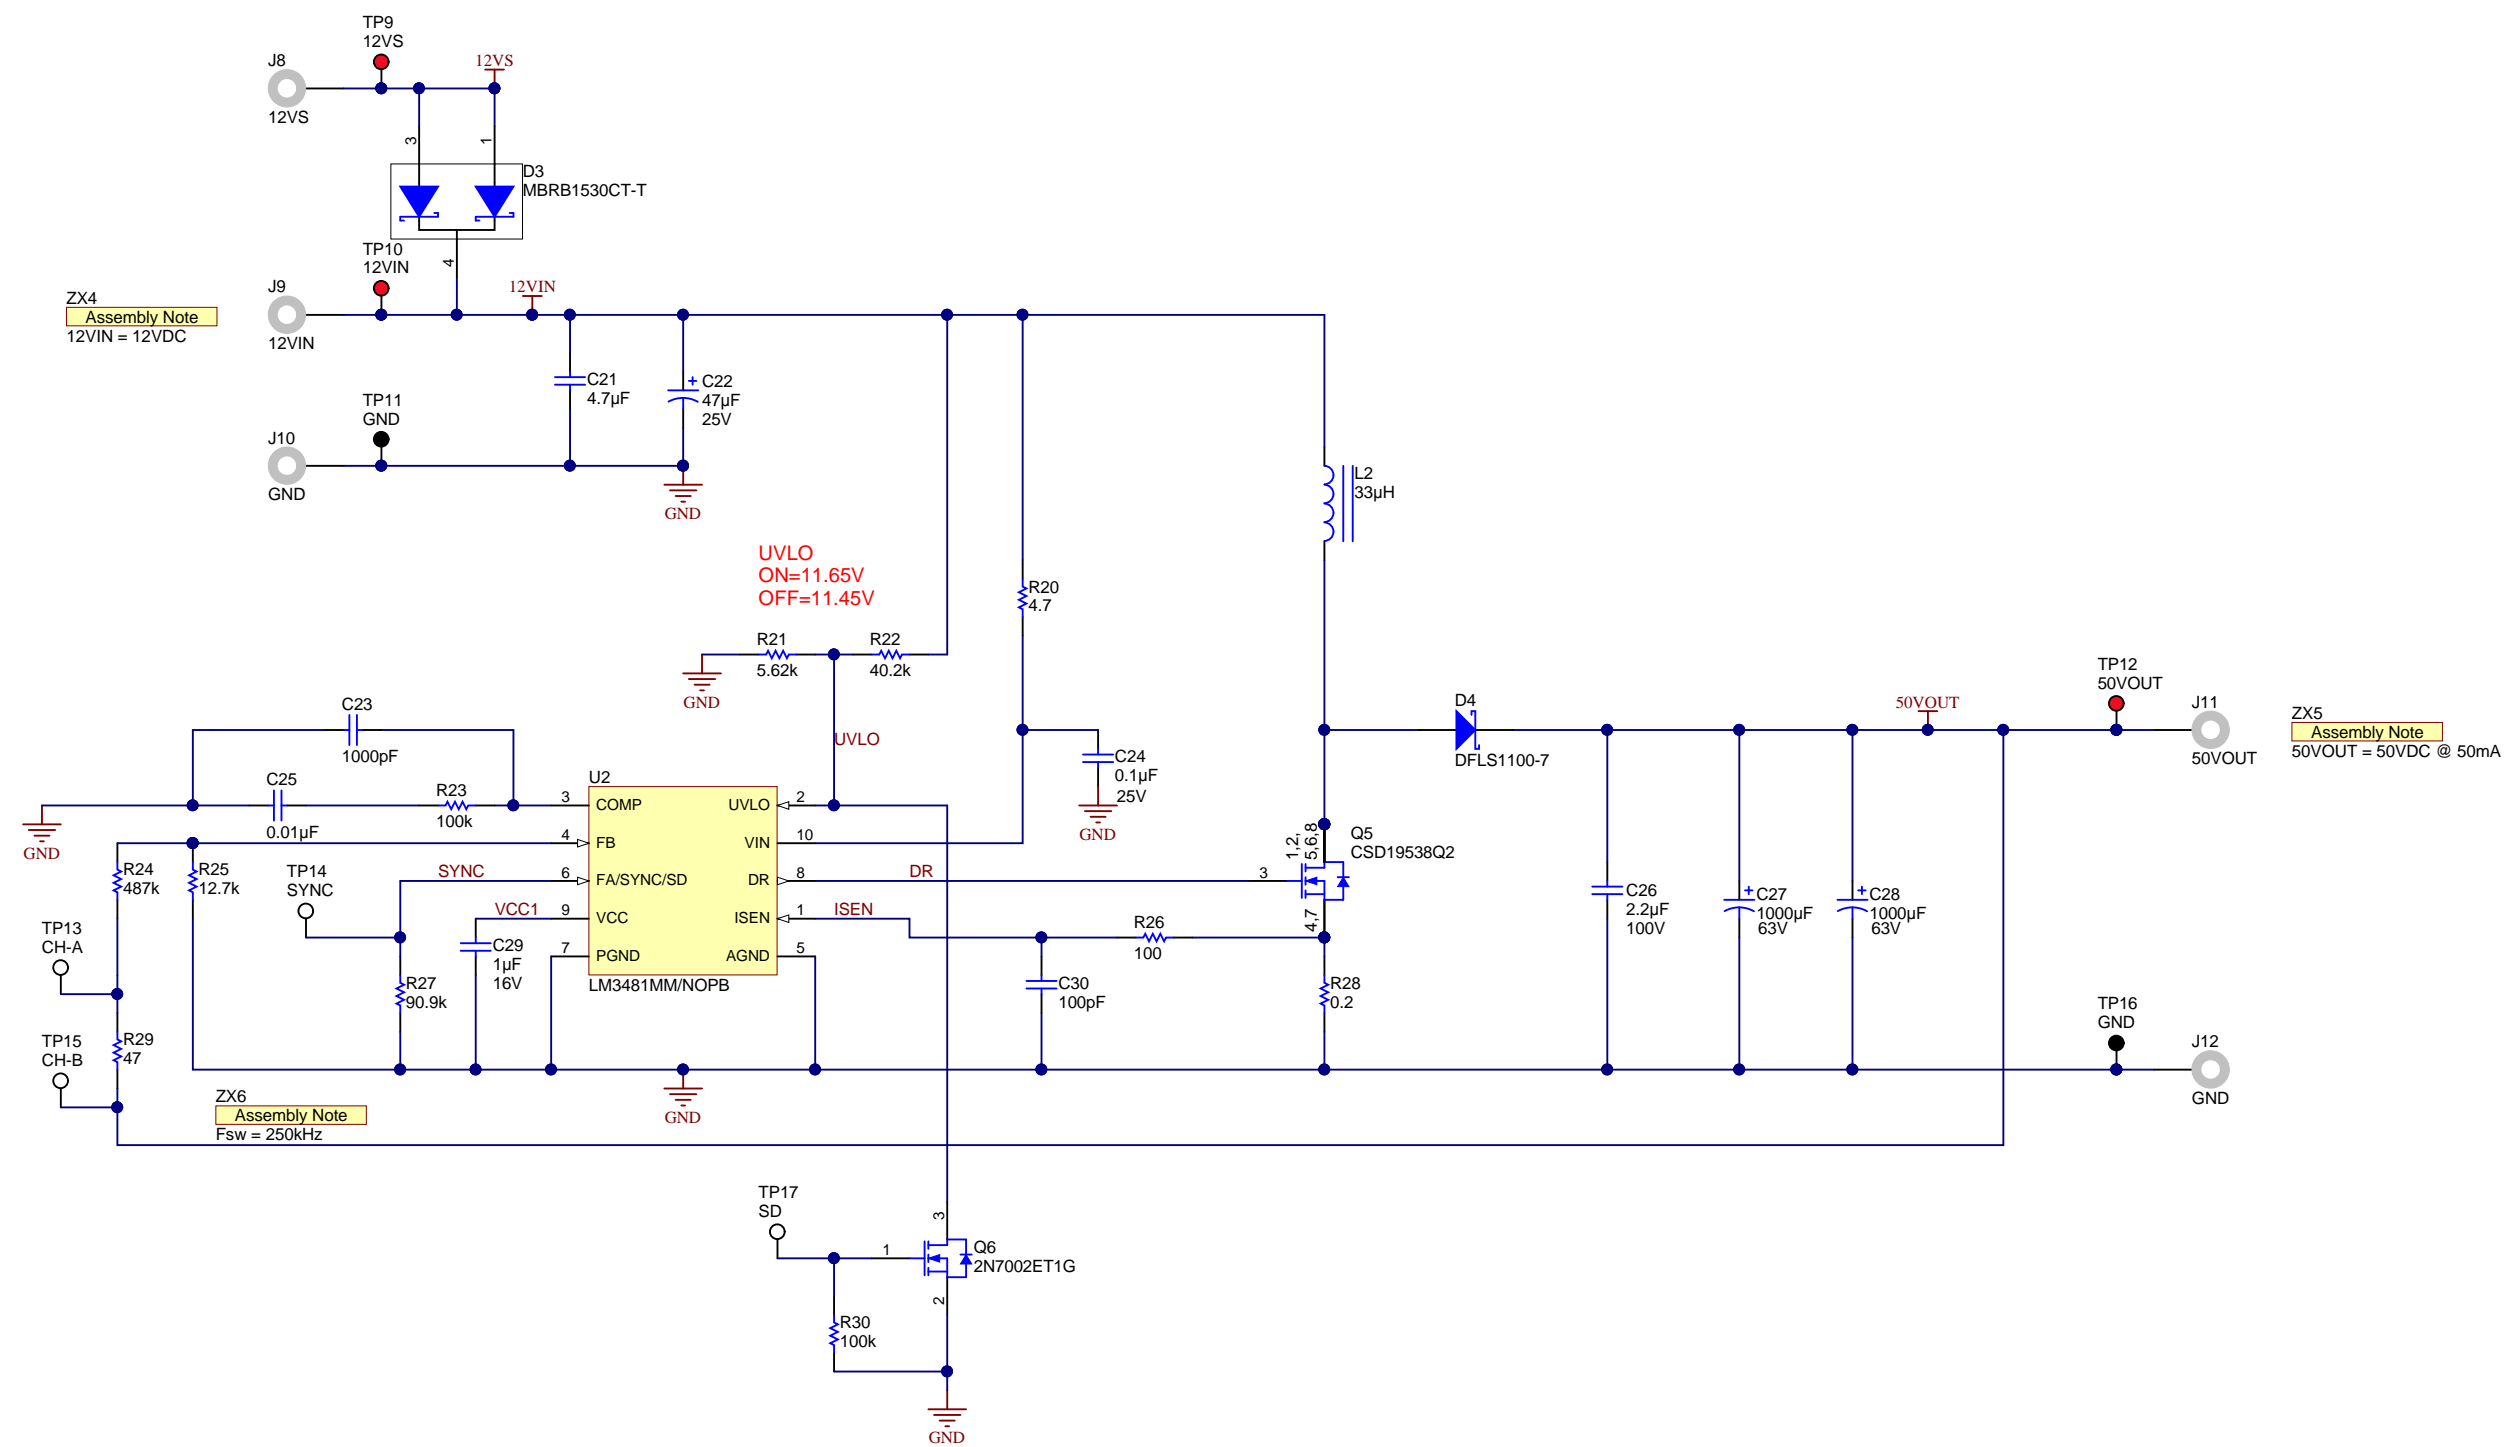 TP9
12VS
J8
12VS
12VS
3
1
D3
MBRB1530CT-T
4
TP10
12VIN
ZX4
Assembly Note
12VIN = 12VDC
J9
12VIN
12VIN
C21
4.7µF
+
C22
47µF
25V
TP11
GND
J10
GND
GND
L2
33µH
UVLO
ON=11.65V
OFF=11.45V
R20
4.7
R21
5.62k
R22
40.2k
GND
UVLO
C23
1000pF
C25
0.01µF
R23
100k
GND
C24
0.1µF
25V
GND
D4
DFLS1100-7
50VOUT
TP12
50VOUT
J11
50VOUT
ZX5
Assembly Note
50VOUT = 50VDC @ 50mA
U2
3
COMP
UVLO
2
4
FB
VIN
10
6
FA/SYNC/SD
DR
8
9
VCC
ISEN
1
7
PGND
AGND
5
LM3481MM/NOPB
SYNC
VCC1
DR
ISEN
R24
487k
R25
12.7k
TP14
SYNC
TP13
CH-A
R27
90.9k
C29
1µF
16V
TP15
CH-B
R29
47
3
1,2,
5,6,8
4,7
Q5
CSD19538Q2
R26
100
C30
100pF
R28
0.2
C26
2.2µF
100V
+
C27
1000µF
63V
+
C28
1000µF
63V
TP16
GND
J12
GND
GND
ZX6
Assembly Note
Fsw = 250kHz
TP17
SD
1
3
2
Q6
2N7002ET1G
R30
100k
GND